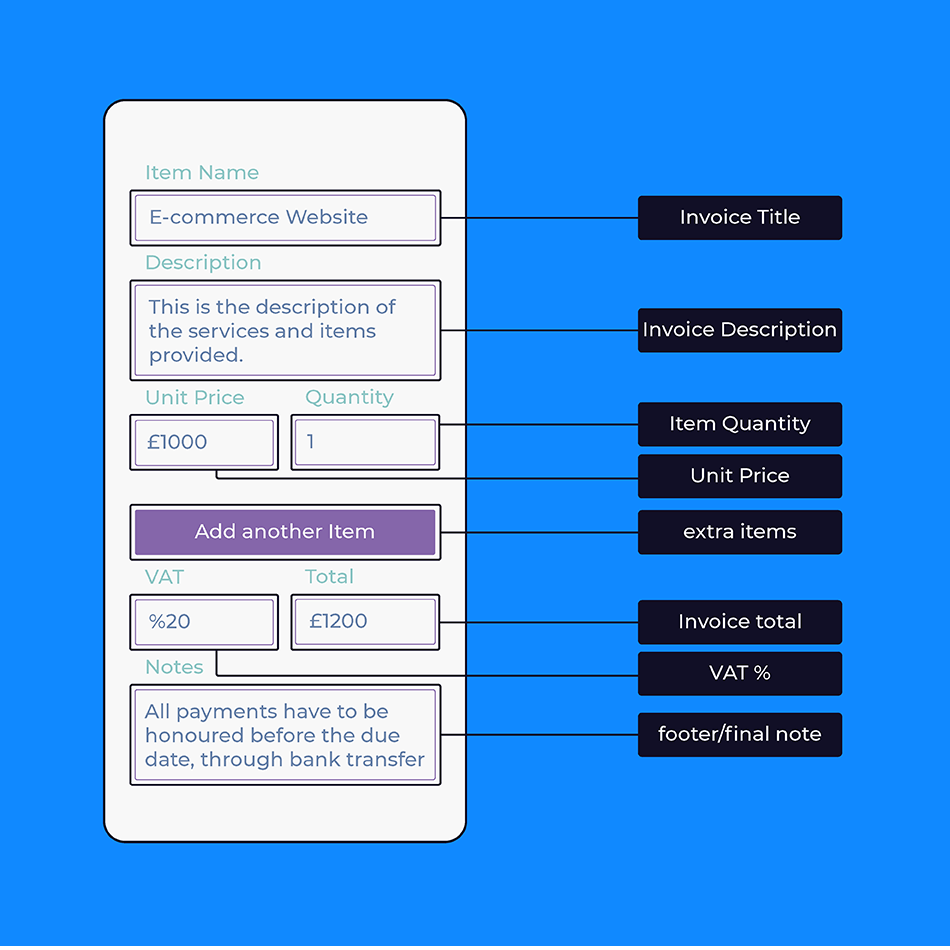 Item Name
E-commerce Website
Invoice Title
Description
This is the description of
the services and items
provided.
Invoice Description
Unit Price
Quantity
£1000
1
Item Quantity
Unit Price
Add another Item
extra items
VAT
Total
%20
£1200
Invoice total
VAT %
Notes
All payments have to be
honoured before the due
date, through bank transfer
footer/final note